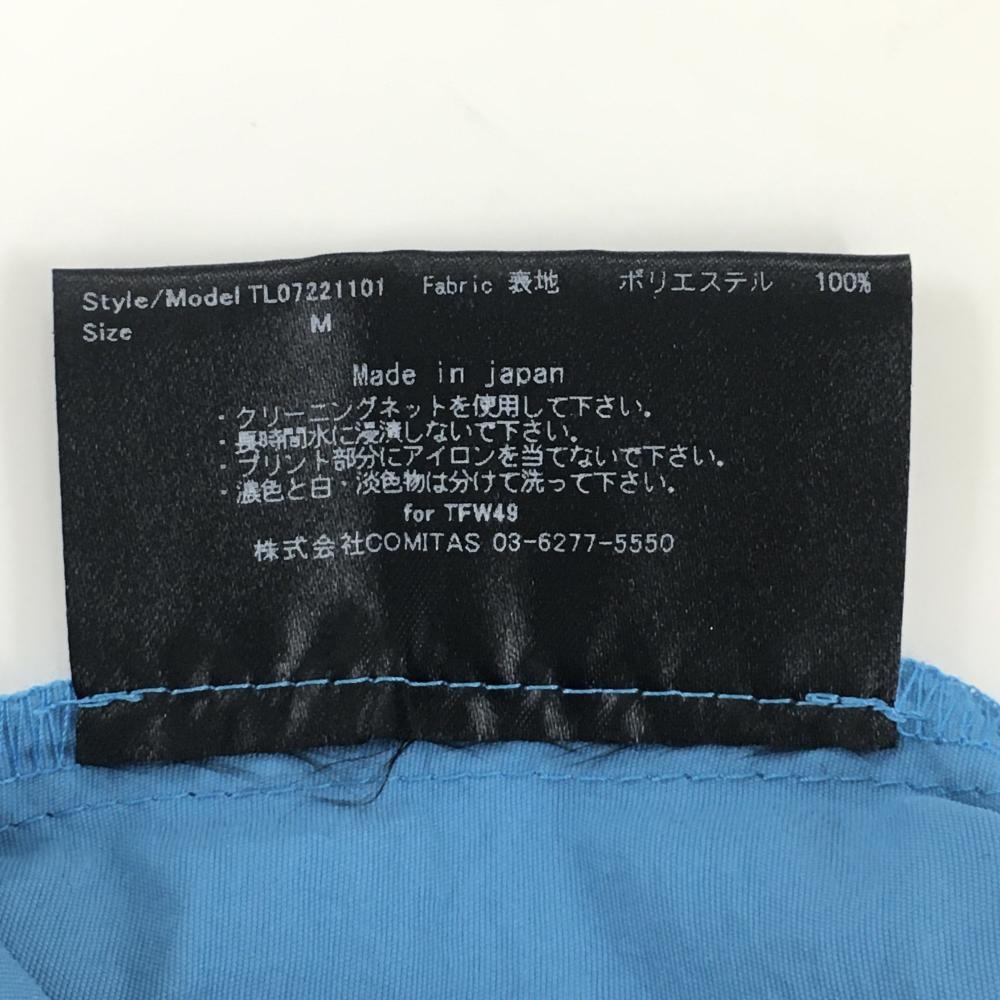 Style/Model TL07221101 Fabric 表地 ポリエステル 100%
Size M
Made in japan
・クリーニングネットを使用して下さい。
・長時間水に浸漬しないで下さい。
・プリント部分にアイロンを当てないで下さい。
・濃色と白・淡色物は分けて洗って下さい。
for TFW49
株式会社COMITAS 03-6277-5550